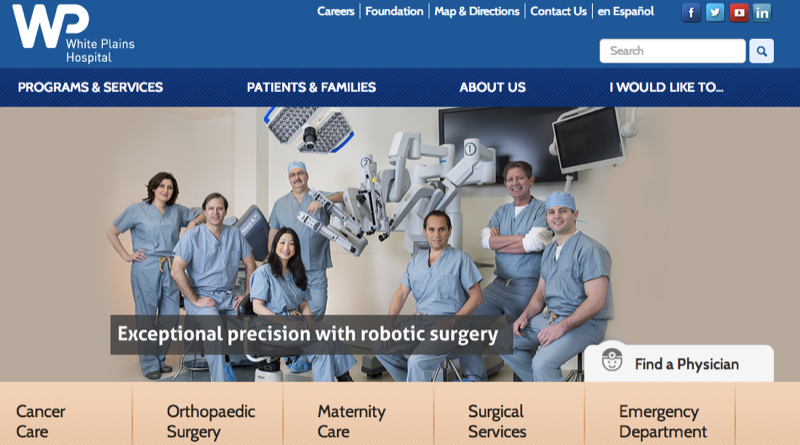 WP
White Plains
Hospital
Careers | Foundation | Map & Directions | Contact Us | en Español
f
You Tube
in
Search
PROGRAMS & SERVICES
PATIENTS & FAMILIES
ABOUT US
I WOULD LIKE TO...
1
2
Exceptional precision with robotic surgery
Find a Physician
Cancer
Care
Orthopaedic
Surgery
Maternity
Care
Surgical
Services
Emergency
Department